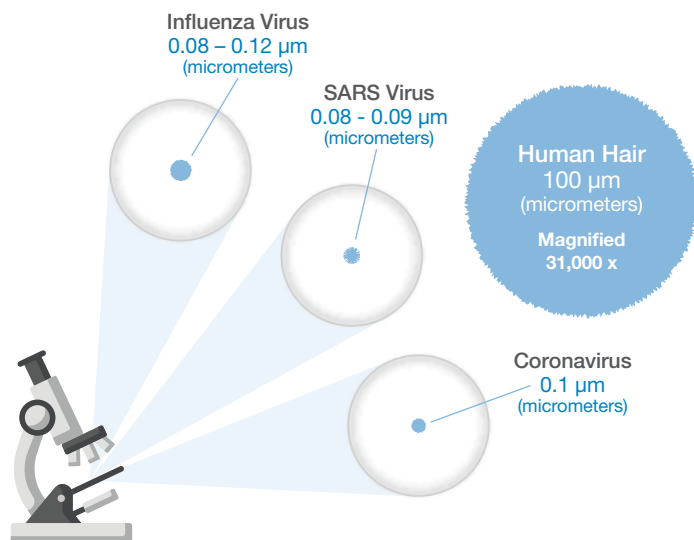 Influenza Virus
0.08 – 0.12 µm
(micrometers)
SARS Virus
0.08 - 0.09 µm
(micrometers)
Human Hair
100 µm
(micrometers)
Magnified
31,000 x
Coronavirus
0.1 µm
(micrometers)